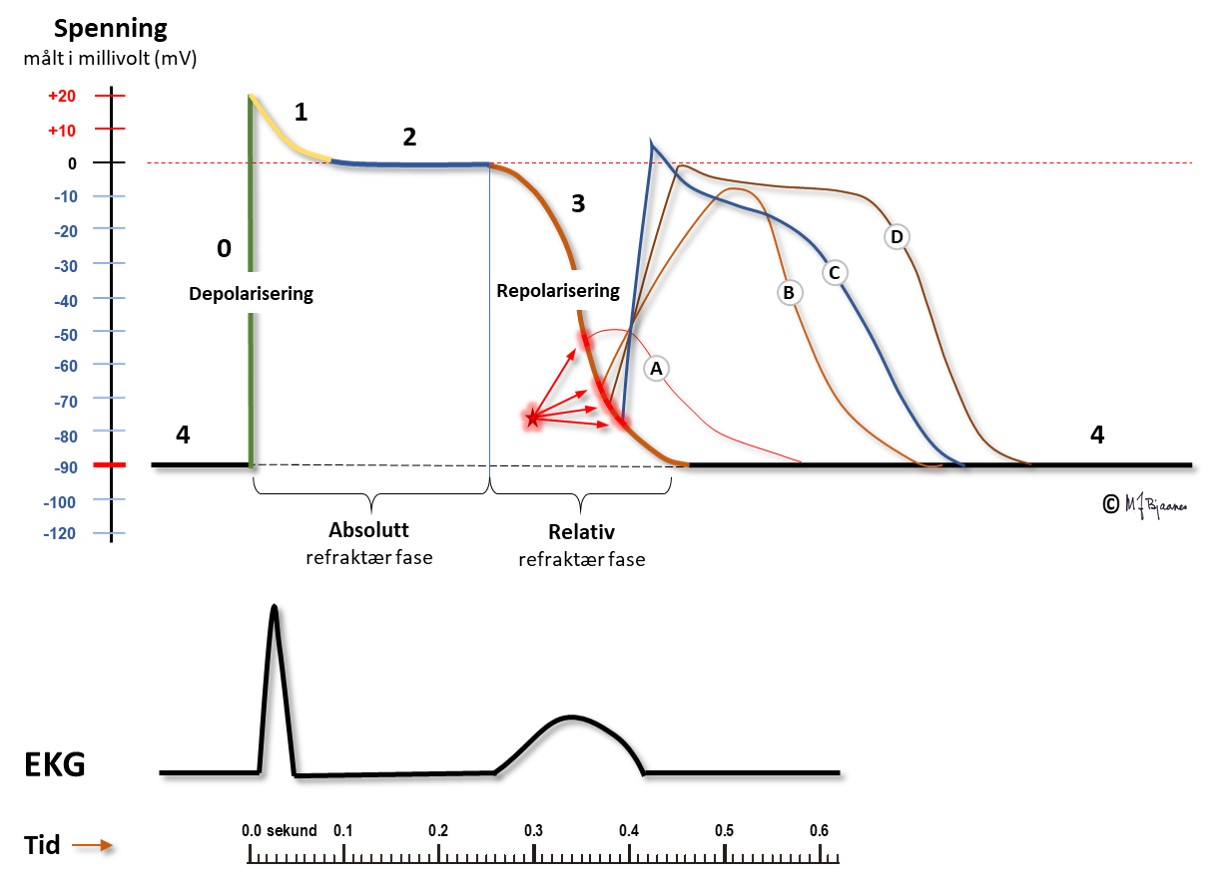 Spenning
målt i millivolt (mV)
+20
+10
0
-10
-20
-30
-40
-50
-60
-70
-80
-90
-100
-120
0
1
2
3
4
4
Depolarisering
Repolarisering
A
B
C
D
Absolutt
refraktær fase
Relativ
refraktær fase
© MJBjaanes
EKG
Tid
0.0 sekund 0.1 0.2 0.3 0.4 0.5 0.6